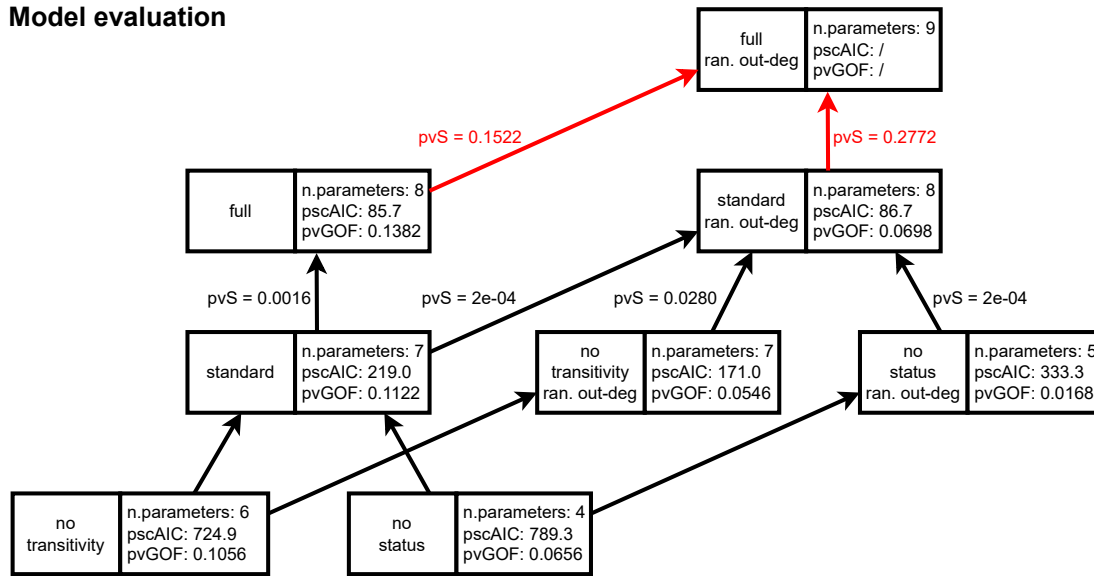 Model evaluation
full
ran. out-deg
n.parameters: 9
pscAIC: /
pvGOF: /
pvS = 0.1522
pvS = 0.2772
full
n.parameters: 8
pscAIC: 85.7
pvGOF: 0.1382
standard
ran. out-deg
n.parameters: 8
pscAIC: 86.7
pvGOF: 0.0698
pvS = 0.0016
pvS = 2e-04
pvS = 0.0280
pvS = 2e-04
standard
n.parameters: 7
pscAIC: 219.0
pvGOF: 0.1122
no
transitivity
ran. out-deg
n.parameters: 7
pscAIC: 171.0
pvGOF: 0.0546
no
status
ran. out-deg
n.parameters: 5
pscAIC: 333.3
pvGOF: 0.0168
no
transitivity
n.parameters: 6
pscAIC: 724.9
pvGOF: 0.1056
no
status
n.parameters: 4
pscAIC: 789.3
pvGOF: 0.0656